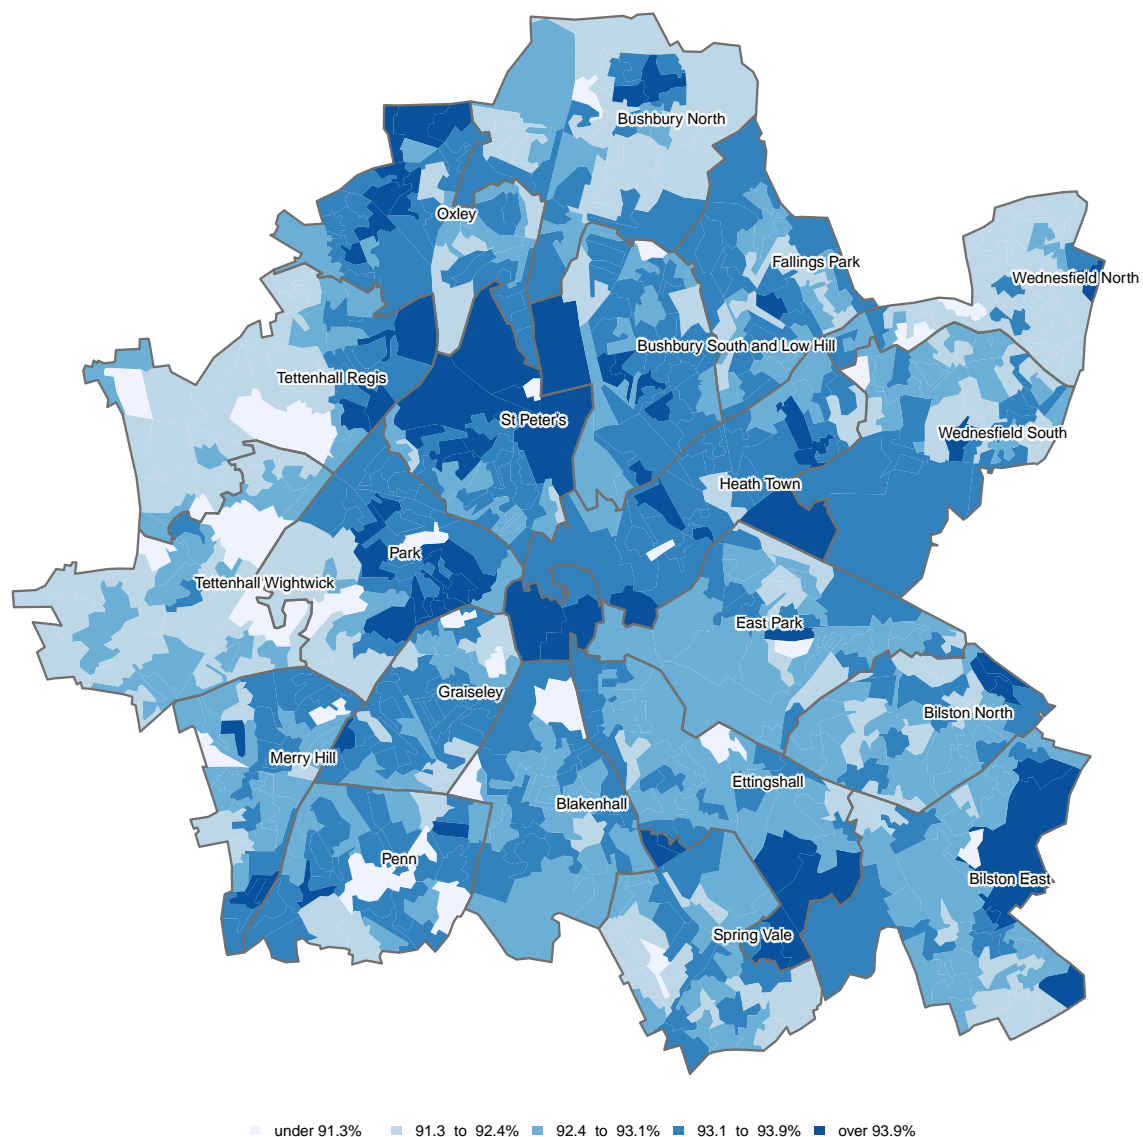 Bushbury North
Oxley
Fallings Park
Wednesfield North
Bushbury South and Low Hill
Tettenhall Regis
St Peter's
Wednesfield South
Heath Town
Park
Tettenhall Wightwick
East Park
Graiseley
Bilston North
Merry Hill
Ettingshall
Blakenhall
Penn
Bilston East
Spring Vale
under 91.3% 91.3 to 92.4% 92.4 to 93.1% 93.1 to 93.9% over 93.9%